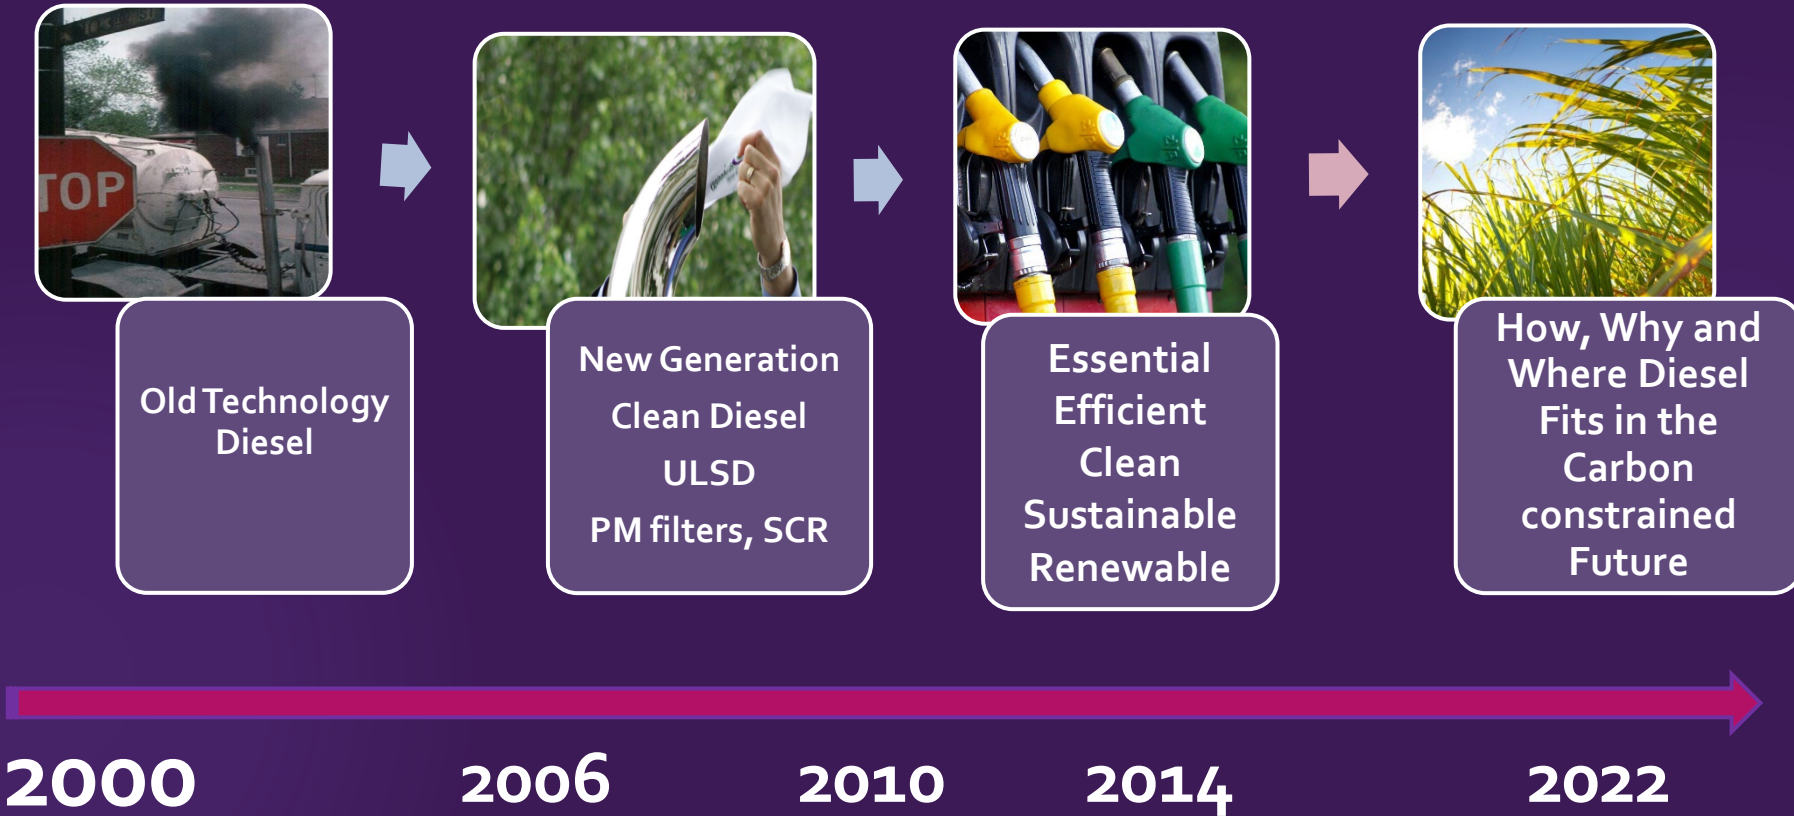 TOP
Old Technology
Diesel
New Generation
Clean Diesel
ULSD
PM filters, SCR
Essential
Efficient
Clean
Sustainable
Renewable
How, Why and
Where Diesel
Fits in the
Carbon
constrained
Future
2000
2006
2010
2014
2022